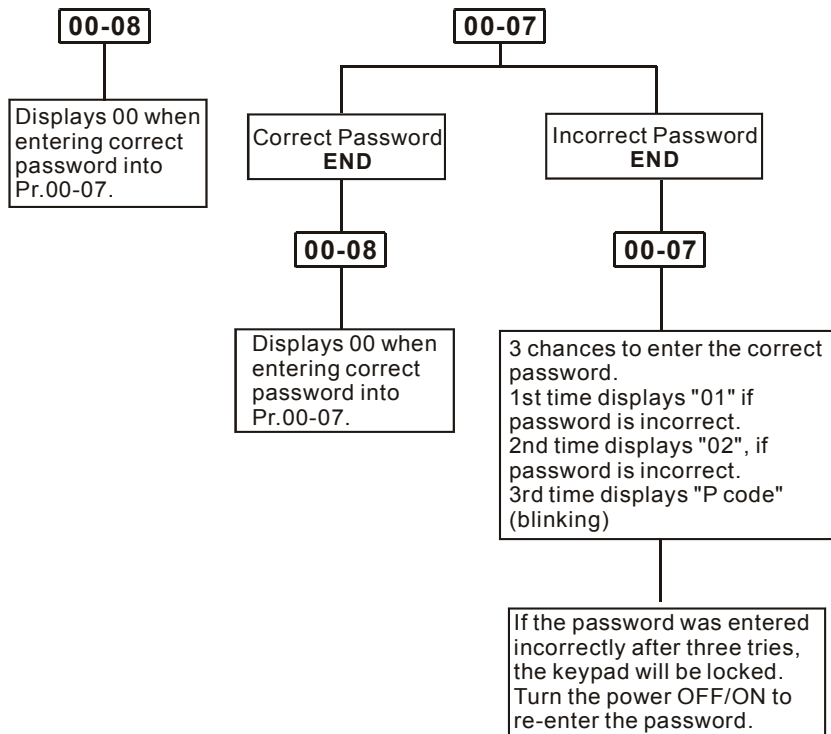 00-08
Displays 00 when
entering correct
password into
Pr.00-07.
00-07
Correct Password
END
00-08
Displays 00 when
entering correct
password into
Pr.00-07.
Incorrect Password
END
00-07
3 chances to enter the correct
password.
1st time displays "01" if
password is incorrect.
2nd time displays "02", if
password is incorrect.
3rd time displays "P code"
(blinking)
If the password was entered
incorrectly after three tries,
the keypad will be locked.
Turn the power OFF/ON to
re-enter the password.